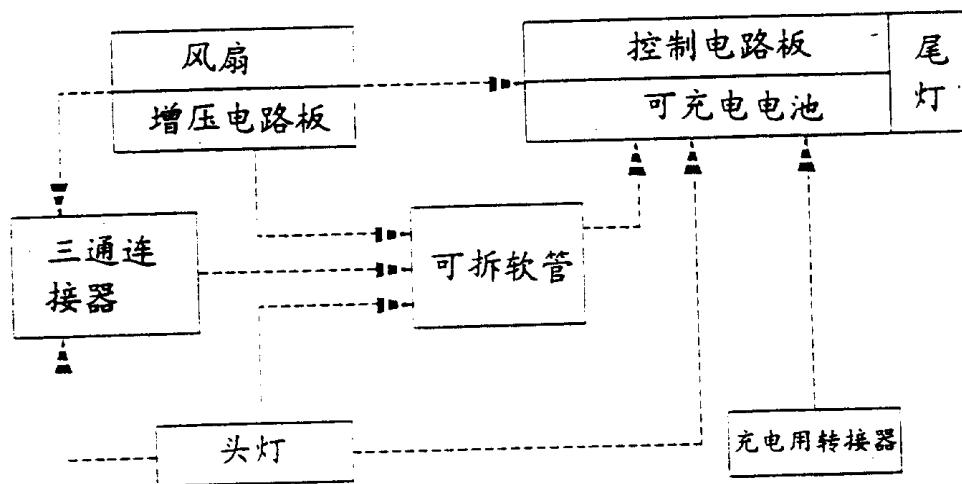 风扇
增压电路板
控制电路板
可充电电池
尾
灯
三通连
接器
可拆软管
头灯
充电用转接器